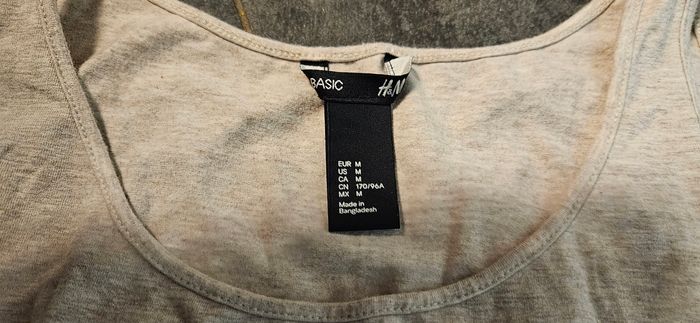 BASIC H&M
EUR M
US M
CA M
CN 170/96A
MX M
Made in
Bangladesh